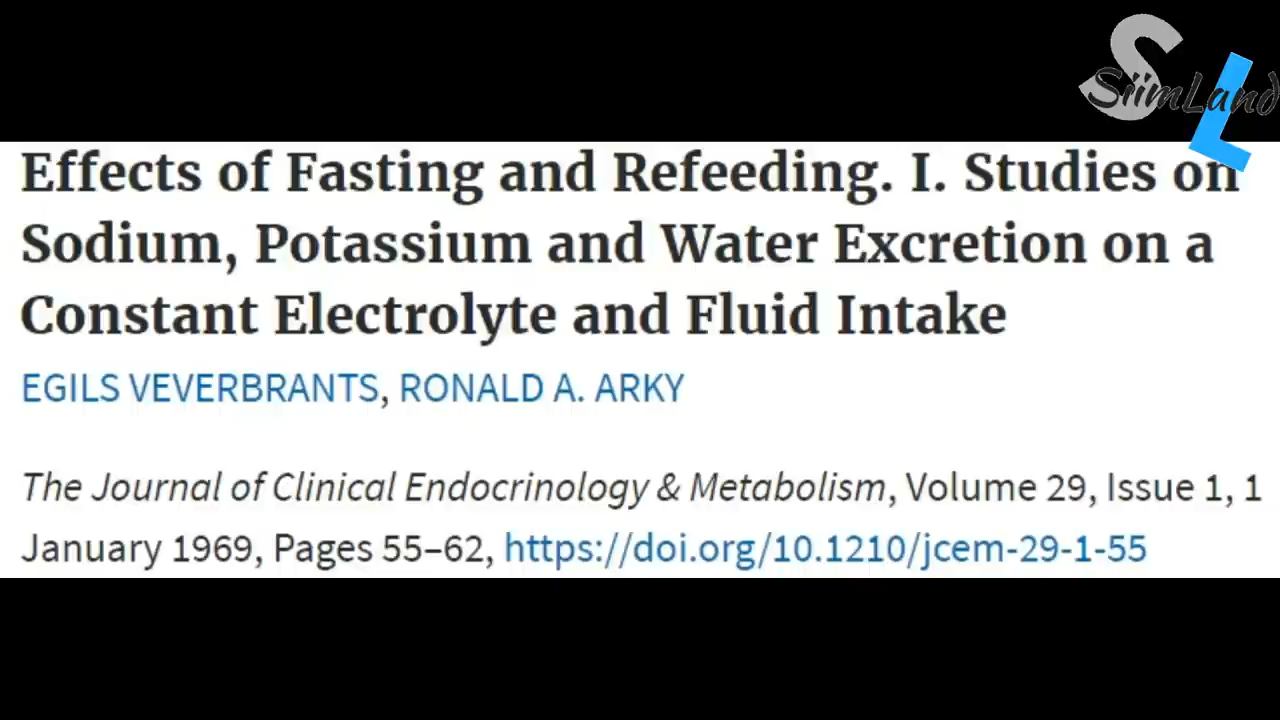 SiimLand
Effects of Fasting and Refeeding. I. Studies on
Sodium, Potassium and Water Excretion on a
Constant Electrolyte and Fluid Intake
EGILS VEVERBRANTS, RONALD A. ARKY
The Journal of Clinical Endocrinology & Metabolism, Volume 29, Issue 1, 1
January 1969, Pages 55–62, https://doi.org/10.1210/jcem-29-1-55